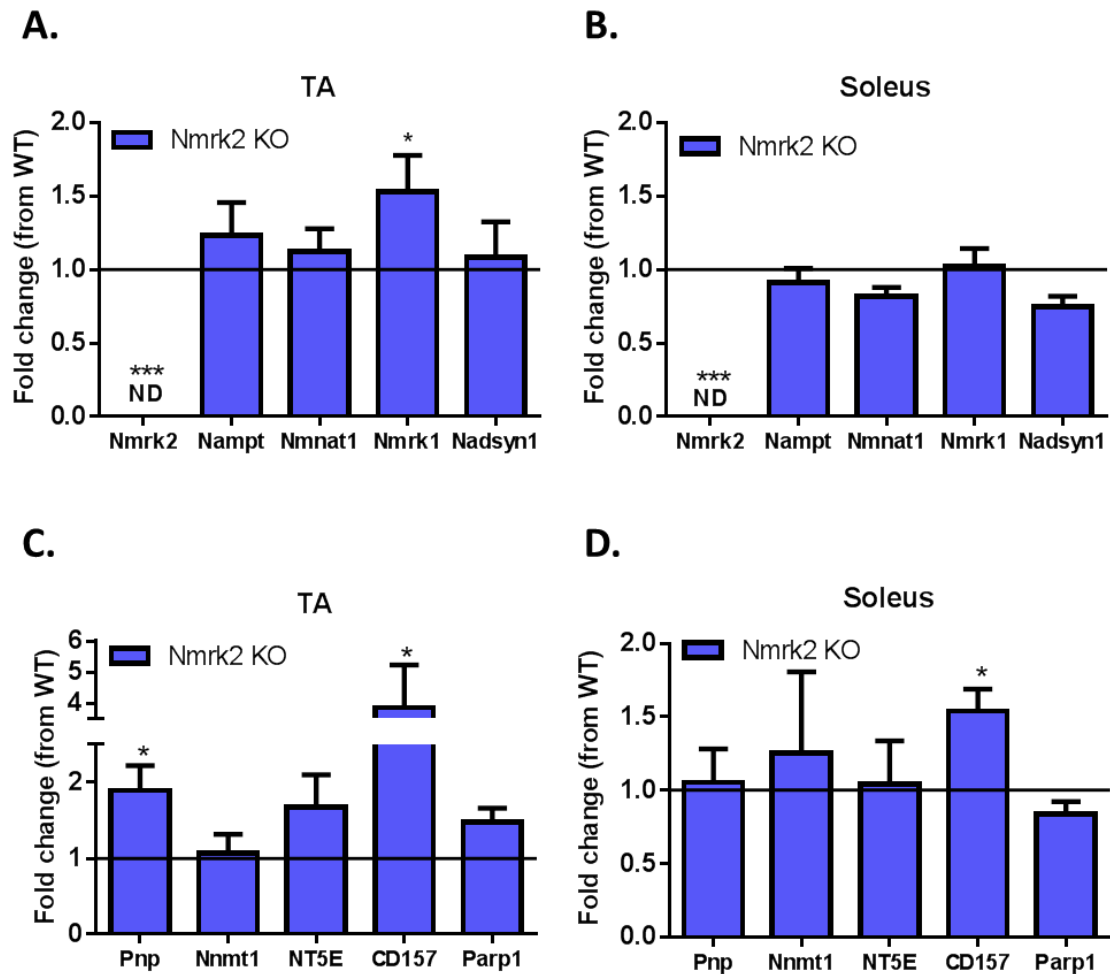 A.
TA
Fold change (from WT)
2.0
1.5
1.0
0.5
0.0
Nmrk2 KO
*
***
ND
Nmrk2 Nampt Nmnat1 Nmrk1 Nadsyn1
B.
Soleus
Fold change (from WT)
2.0
1.5
1.0
0.5
0.0
Nmrk2 KO
***
ND
Nmrk2 Nampt Nmnat1 Nmrk1 Nadsyn1
C.
TA
Fold change (from WT)
6
5
4
2
1
0
Nmrk2 KO
*
*
Pnp Nnmt1 NT5E CD157 Parp1
D.
Soleus
Fold change (from WT)
2.0
1.5
1.0
0.5
0.0
Nmrk2 KO
*
Pnp Nnmt1 NT5E CD157 Parp1